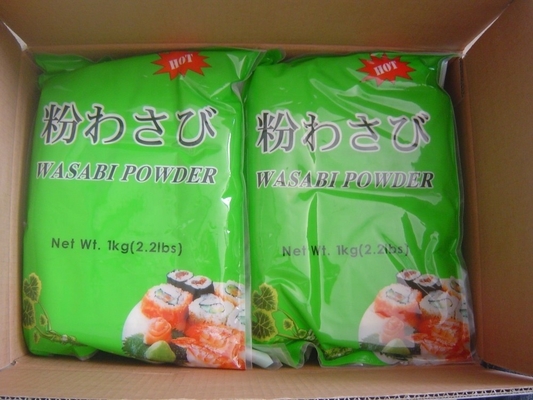 HOT
粉わさび
WASABI POWDER
Net Wt. 1kg(2.2lbs)
HOT
粉わさび
WASABI POWDER
Net Wt. 1kg(2.2lbs)